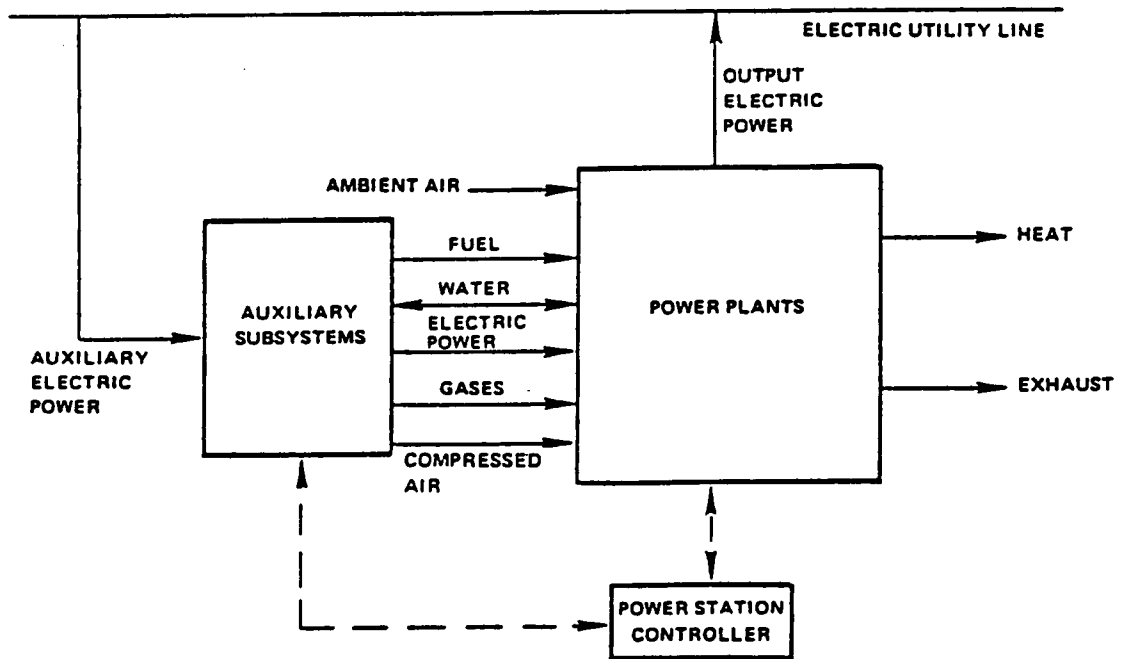 ELECTRIC UTILITY LINE
OUTPUT
ELECTRIC
POWER
AMBIENT AIR
FUEL
WATER
ELECTRIC
POWER
GASES
COMPRESSED
AIR
AUXILIARY
SUBSYSTEMS
POWER PLANTS
HEAT
EXHAUST
AUXILIARY
ELECTRIC
POWER
POWER STATION
CONTROLLER